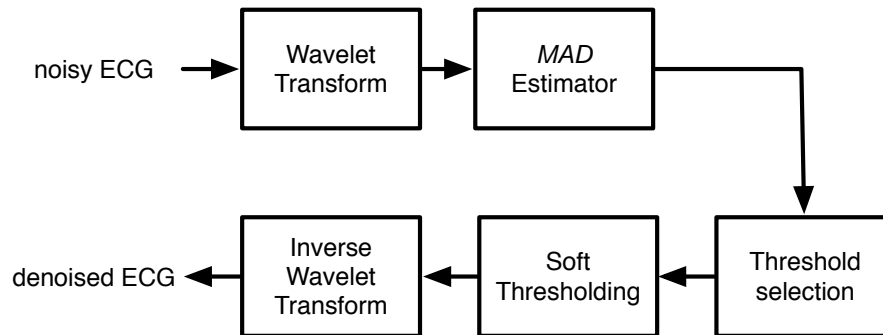 noisy ECG
Wavelet
Transform
MAD
Estimator
Threshold
selection
Soft
Thresholding
Inverse
Wavelet
Transform
denoised ECG